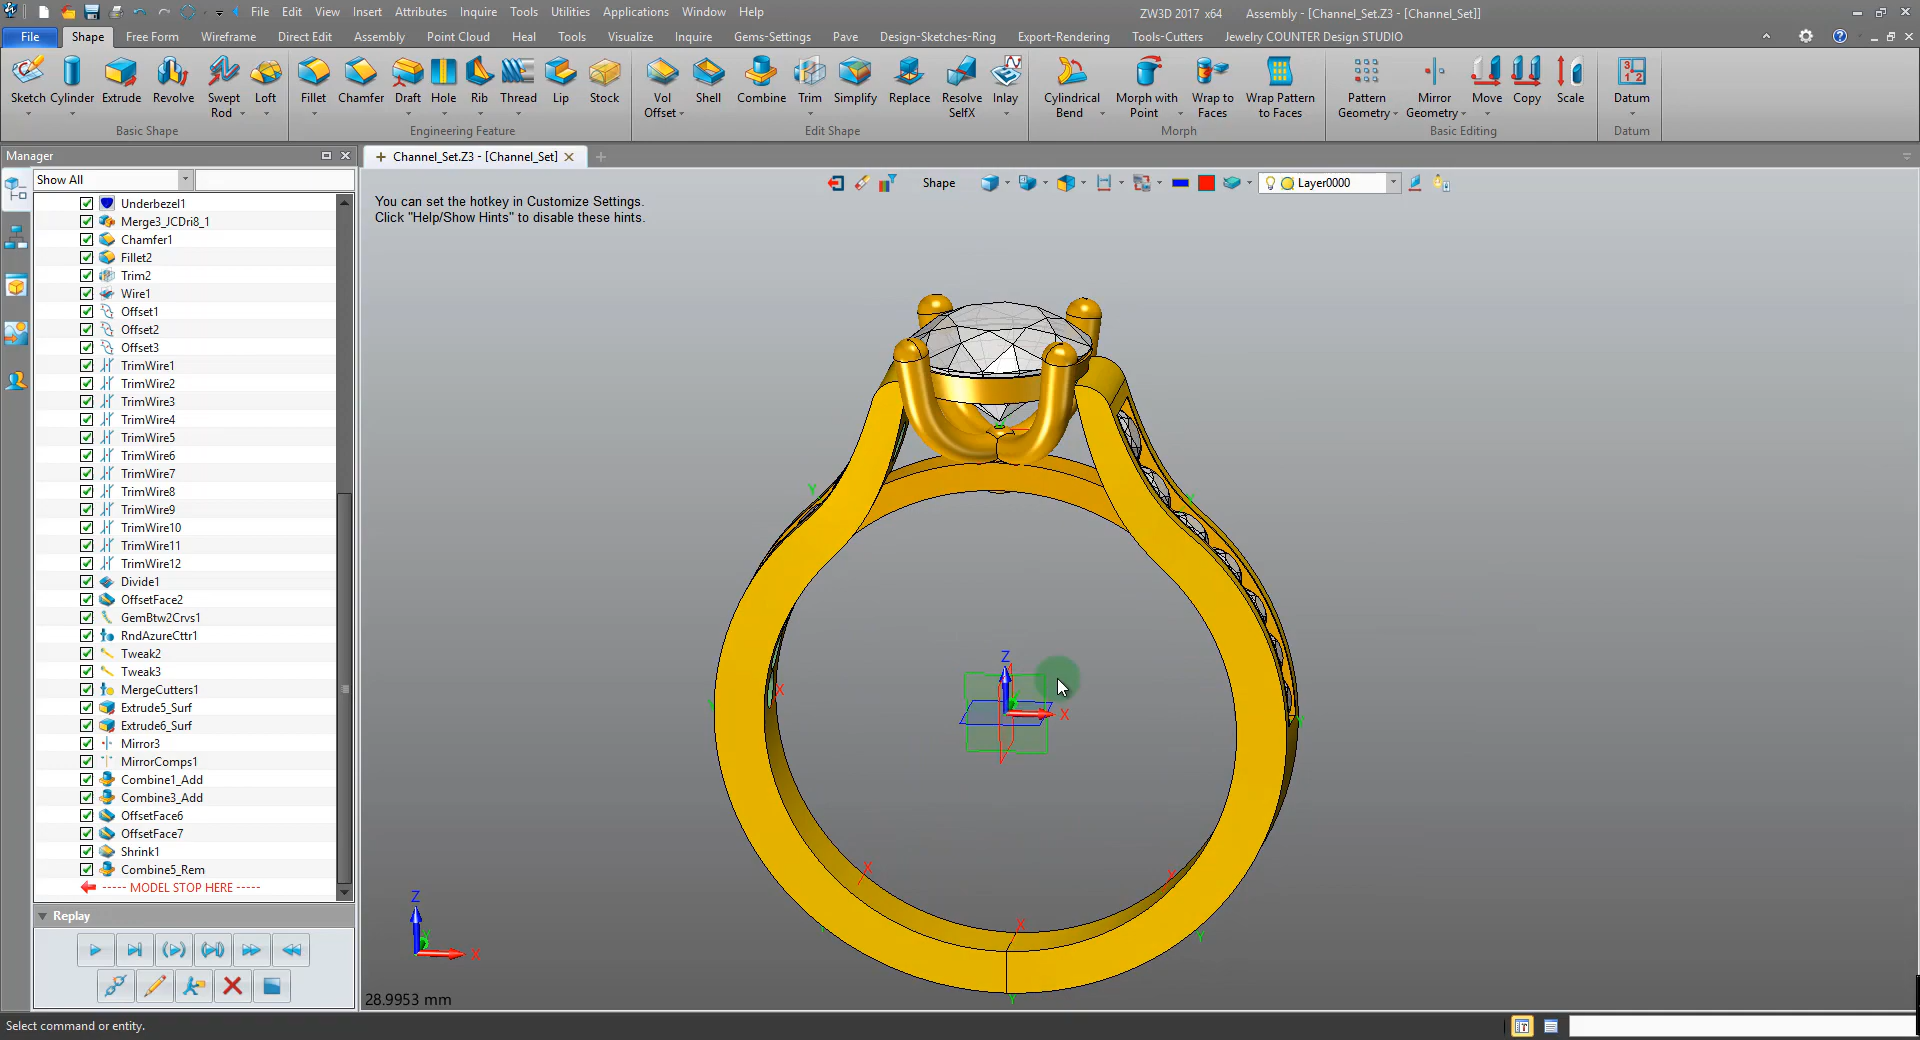 File Edit View Insert Attributes Inquire Tools Utilities Applications Window Help
ZW3D 2017 x64 Assembly - [Channel_Set.Z3 - [Channel_Set]]
File Shape Free Form Wireframe Direct Edit Assembly Point Cloud Heal Tools Visualize Inquire Gems-Settings Pave Design-Sketches-Ring Export-Rendering Tools-Cutters Jewelry COUNTER Design STUDIO
Sketch Cylinder Extrude Revolve Swept Rod Loft
Basic Shape
Fillet Chamfer Draft Hole Rib Thread Lip Stock
Engineering Feature
Vol Offset Shell Combine Trim Simplify Replace Resolve SelfX Inlay
Edit Shape
Cylindrical Bend Morph with Point Wrap to Faces Wrap Pattern to Faces
Morph
Pattern Geometry Mirror Geometry Move Copy Scale
Basic Editing
3 1 2
Datum
Datum
Manager
Show All
Underbezel1
Merge3_JCDri8_1
Chamfer1
Fillet2
Trim2
Wire1
Offset1
Offset2
Offset3
TrimWire1
TrimWire2
TrimWire3
TrimWire4
TrimWire5
TrimWire6
TrimWire7
TrimWire8
TrimWire9
TrimWire10
TrimWire11
TrimWire12
Divide1
OffsetFace2
GemBtw2Crvs1
RndAzureCttr1
Tweak2
Tweak3
MergeCutters1
Extrude5_Surf
Extrude6_Surf
Mirror3
MirrorComps1
Combine1_Add
Combine3_Add
OffsetFace6
OffsetFace7
Shrink1
Combine5_Rem
----- MODEL STOP HERE -----
Replay
Channel_Set.Z3 - [Channel_Set]
Shape
Layer0000
You can set the hotkey in Customize Settings.
Click "Help/Show Hints" to disable these hints.
Y
Y
Z
X
X
Y
Y
X
X
X
Y
Y
Z
Y
X
28.9953 mm
Select command or entity.